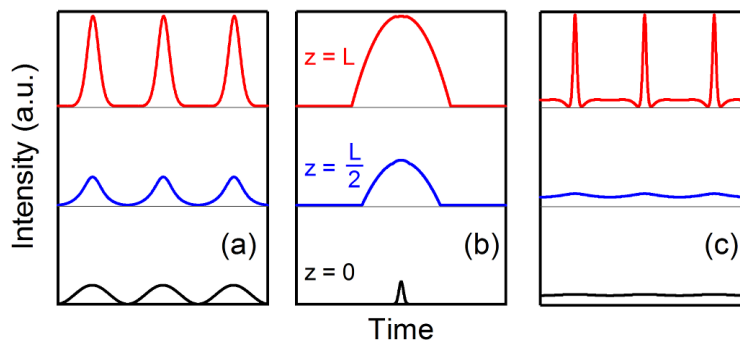 Intensity (a.u.)
z = L
z = L/2
z = 0
(a)
(b)
(c)
Time